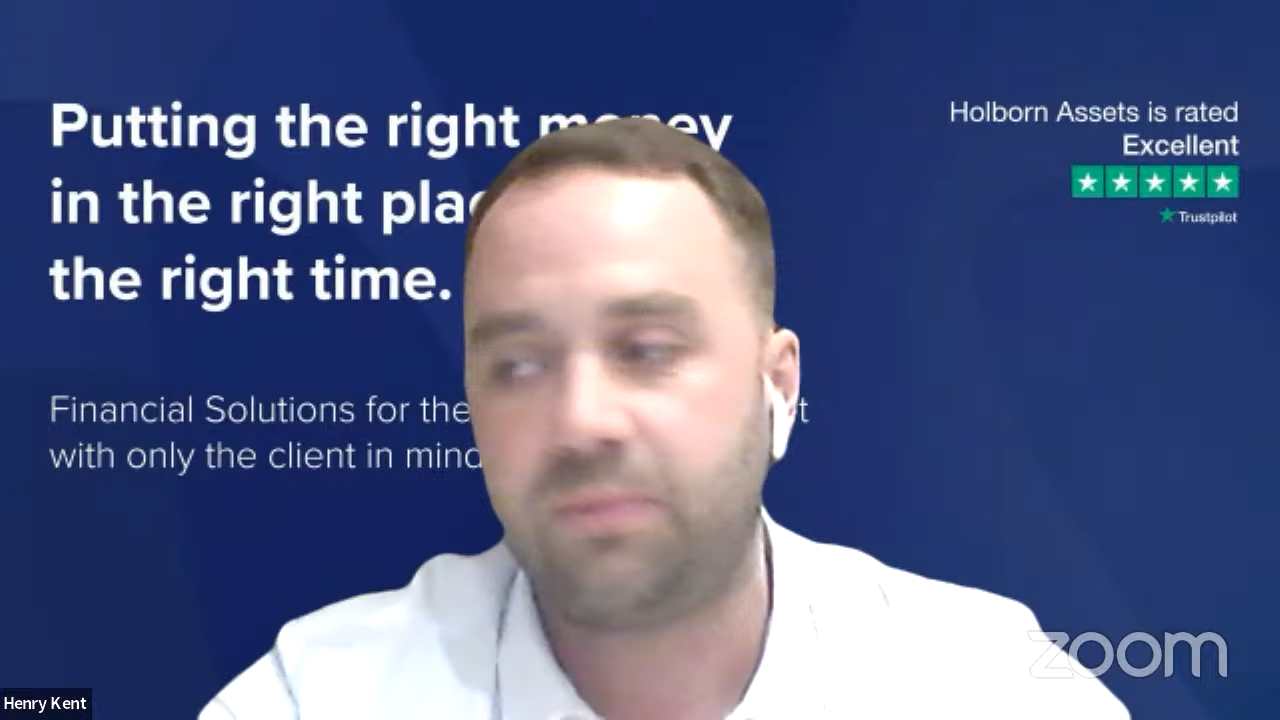 Putting the right money
in the right
the right time.
Financial Solutions for the
with only the client in mind
Holborn Assets is rated
Excellent
Trustpilot
Henry Kent
zoom